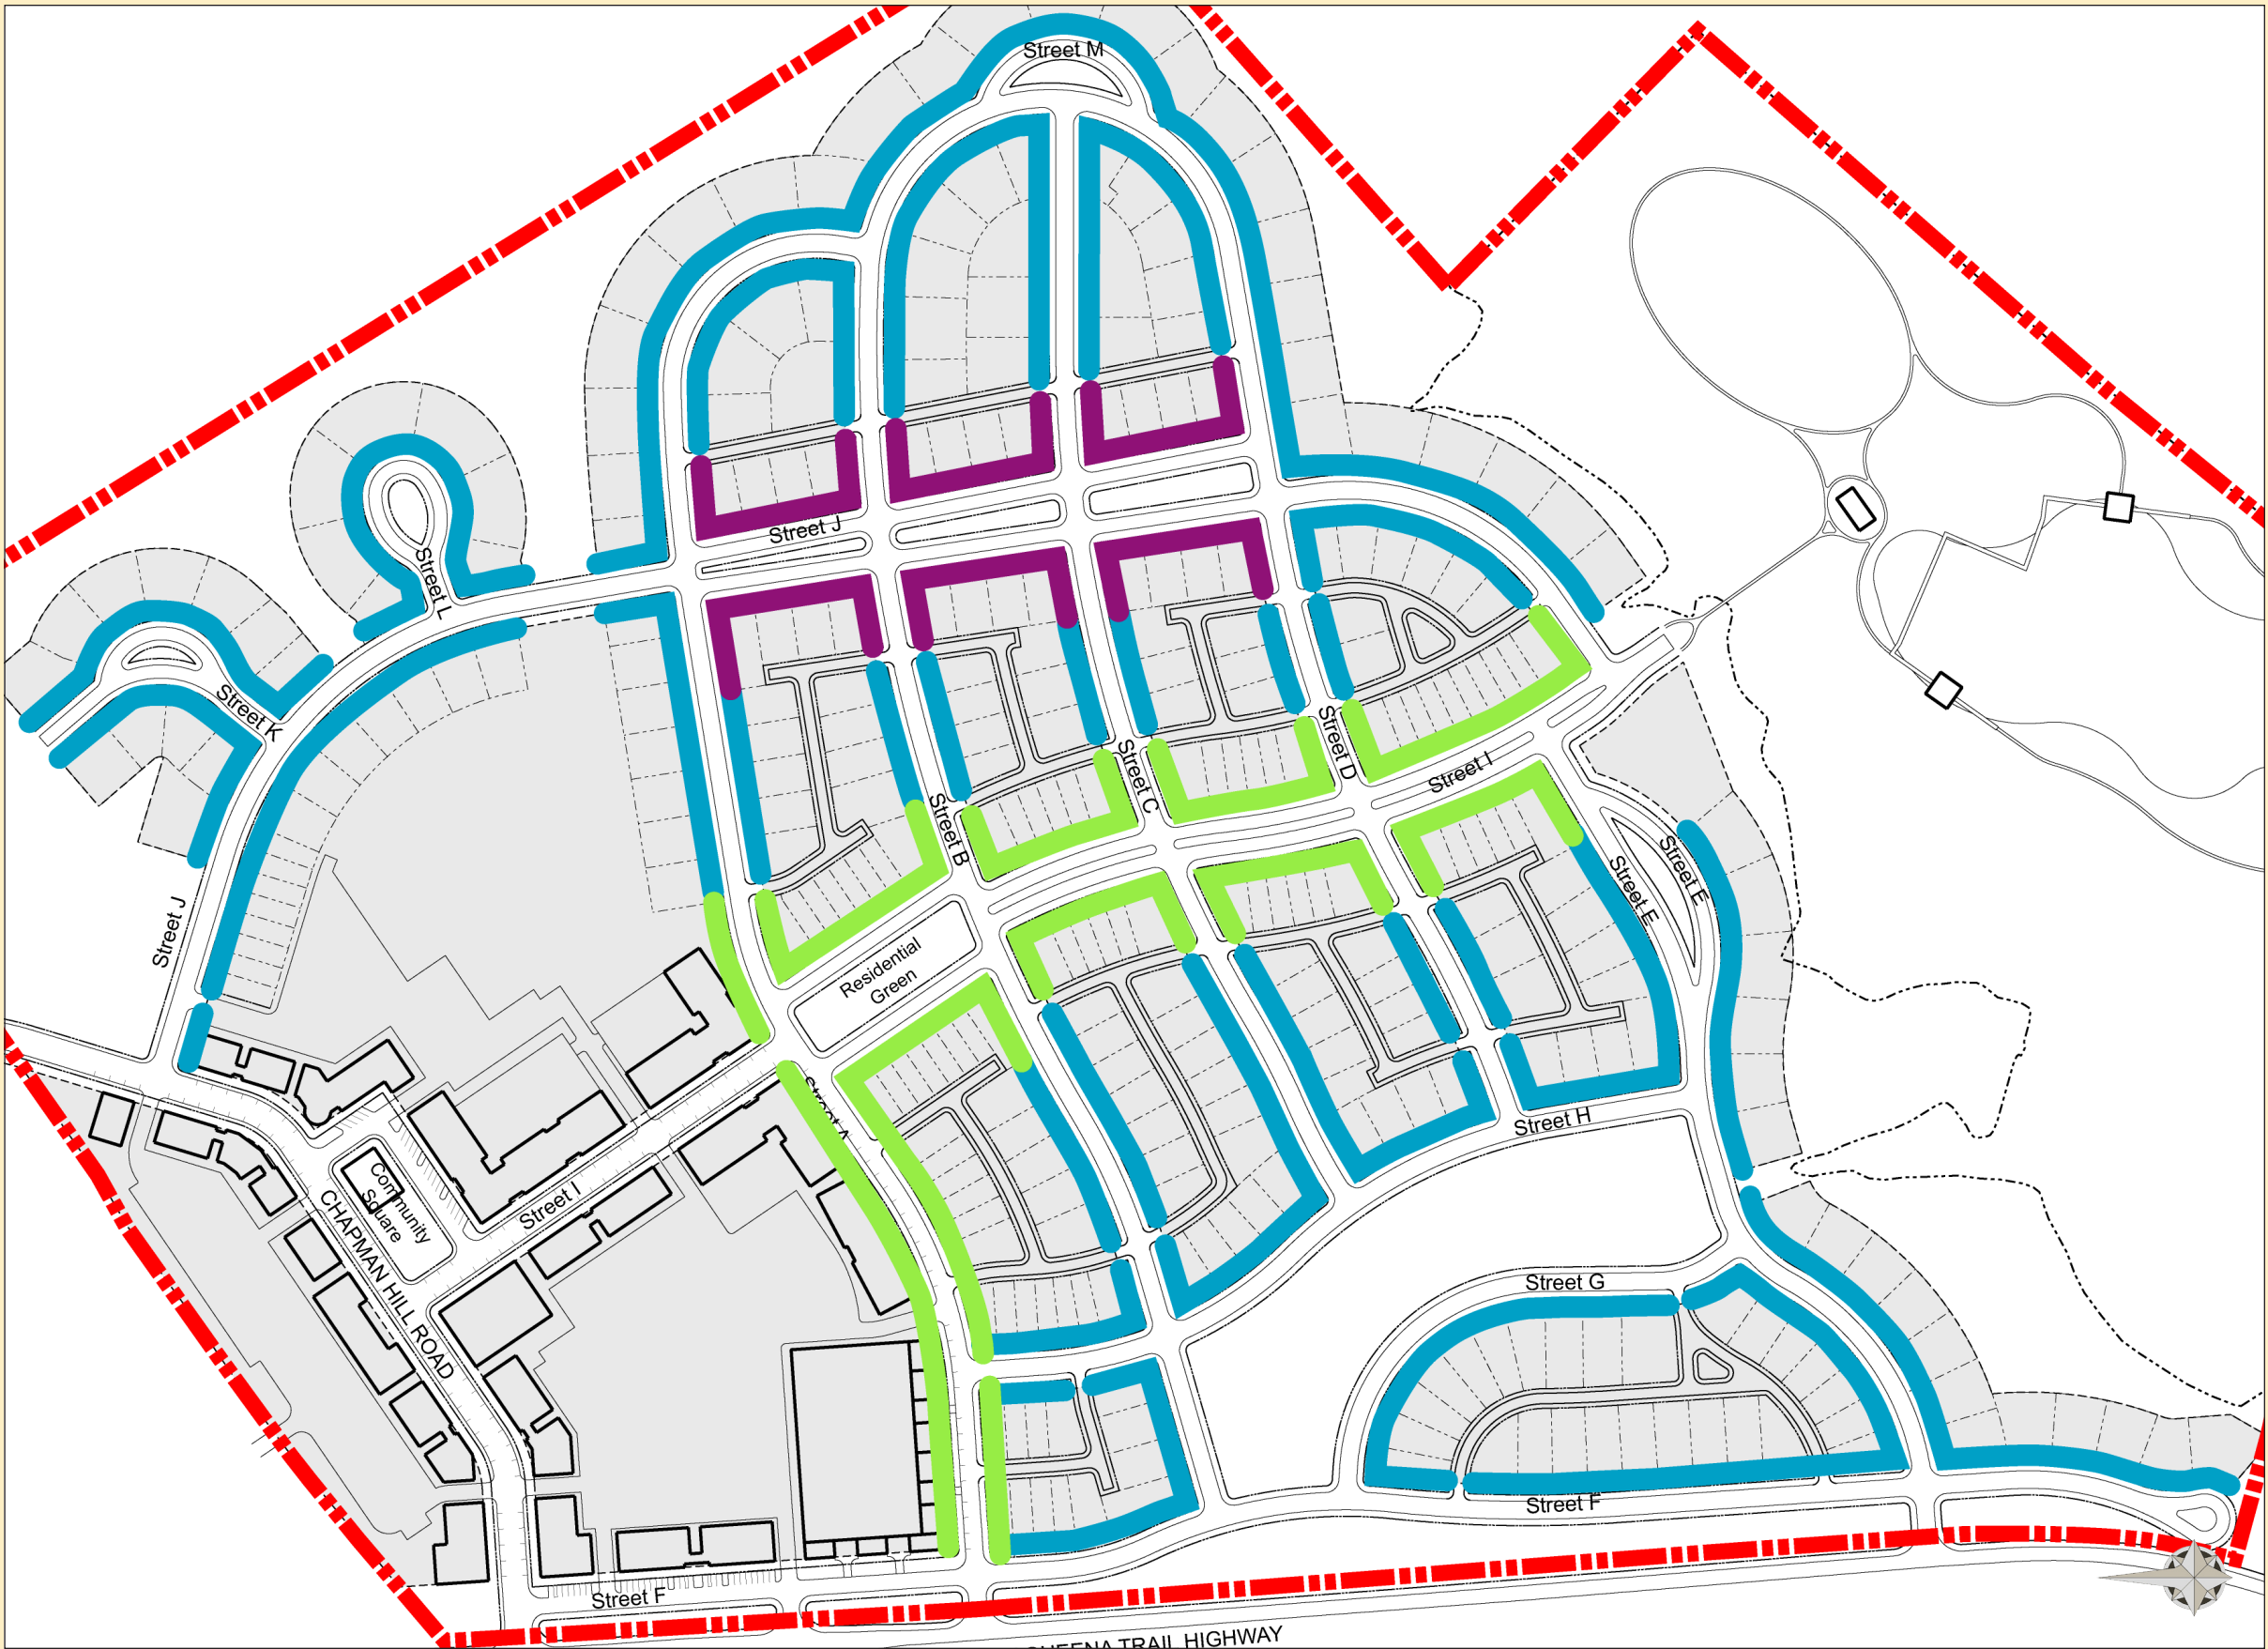 Street M
Street J
Street L
Street K
Street D
Street C
Street I
Street B
Street E
Street E
Street J
Residential
Green
Street H
Community
Square
Street I
CHAPMAN HILL ROAD
Street G
Street F
Street F
TRAIL HIGHWAY